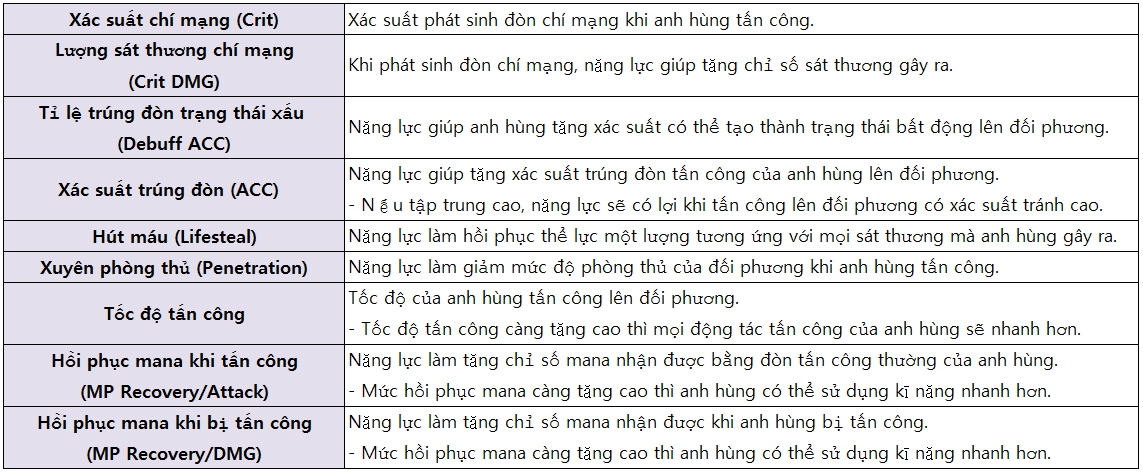 Xác suất chí mạng (Crit)
Xác suất phát sinh đòn chí mạng khi anh hùng tấn công.
Lượng sát thương chí mạng
(Crit DMG)
Khi phát sinh đòn chí mạng, năng lực giúp tăng chỉ số sát thương gây ra.
Tỉ lệ trúng đòn trạng thái xấu
(Debuff ACC)
Năng lực giúp anh hùng tăng xác suất có thể tạo thành trạng thái bất động lên đối phương.
Xác suất trúng đòn (ACC)
Năng lực giúp tăng xác suất trúng đòn tấn công của anh hùng lên đối phương.
- Nếu tập trung cao, năng lực sẽ có lợi khi tấn công lên đối phương có xác suất tránh cao.
Hút máu (Lifesteal)
Năng lực làm hồi phục thể lực một lượng tương ứng với mọi sát thương mà anh hùng gây ra.
Xuyên phòng thủ (Penetration)
Năng lực làm giảm mức độ phòng thủ của đối phương khi anh hùng tấn công.
Tốc độ tấn công
Tốc độ của anh hùng tấn công lên đối phương.
- Tốc độ tấn công càng tăng cao thì mọi động tác tấn công của anh hùng sẽ nhanh hơn.
Hồi phục mana khi tấn công
(MP Recovery/Attack)
Năng lực làm tăng chỉ số mana nhận được bằng đòn tấn công thường của anh hùng.
- Mức hồi phục mana càng tăng cao thì anh hùng có thể sử dụng kĩ năng nhanh hơn.
Hồi phục mana khi bị tấn công
(MP Recovery/DMG)
Năng lực làm tăng chỉ số mana nhận được khi anh hùng bị tấn công.
- Mức hồi phục mana càng tăng cao thì anh hùng có thể sử dụng kĩ năng nhanh hơn.